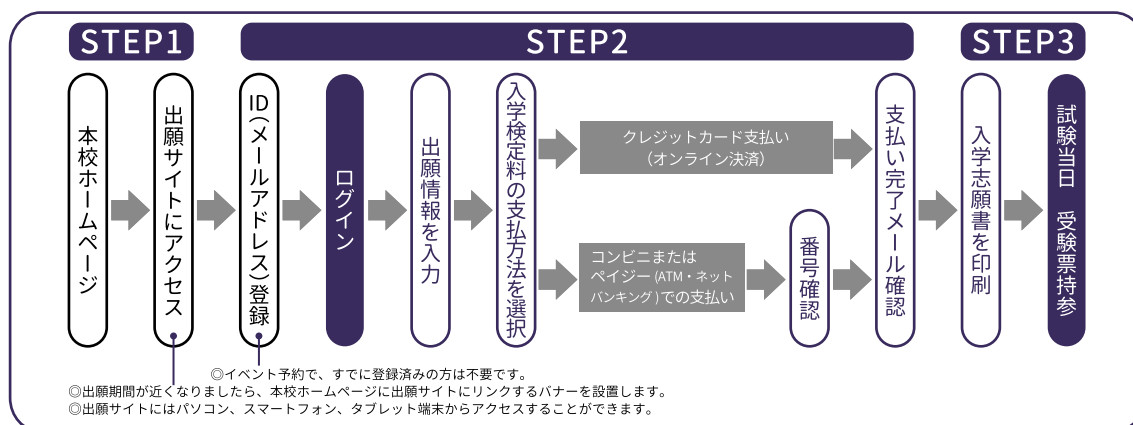 STEP1
STEP2
STEP3
本校ホームページ
出願サイトにアクセス
ID(メールアドレス)登録
ログイン
出願情報を入力
入学検定料の支払方法を選択
クレジットカード支払い
（オンライン決済）
コンビニまたは
ペイジー(ATM・ネット
バンキング)での支払い
番号確認
支払い完了メール確認
入学志願書を印刷
試験当日　受験票持参
◎イベント予約で、すでに登録済みの方は不要です。
◎出願期間が近くなりましたら、本校ホームページに出願サイトにリンクするバナーを設置します。
◎出願サイトにはパソコン、スマートフォン、タブレット端末からアクセスすることができます。